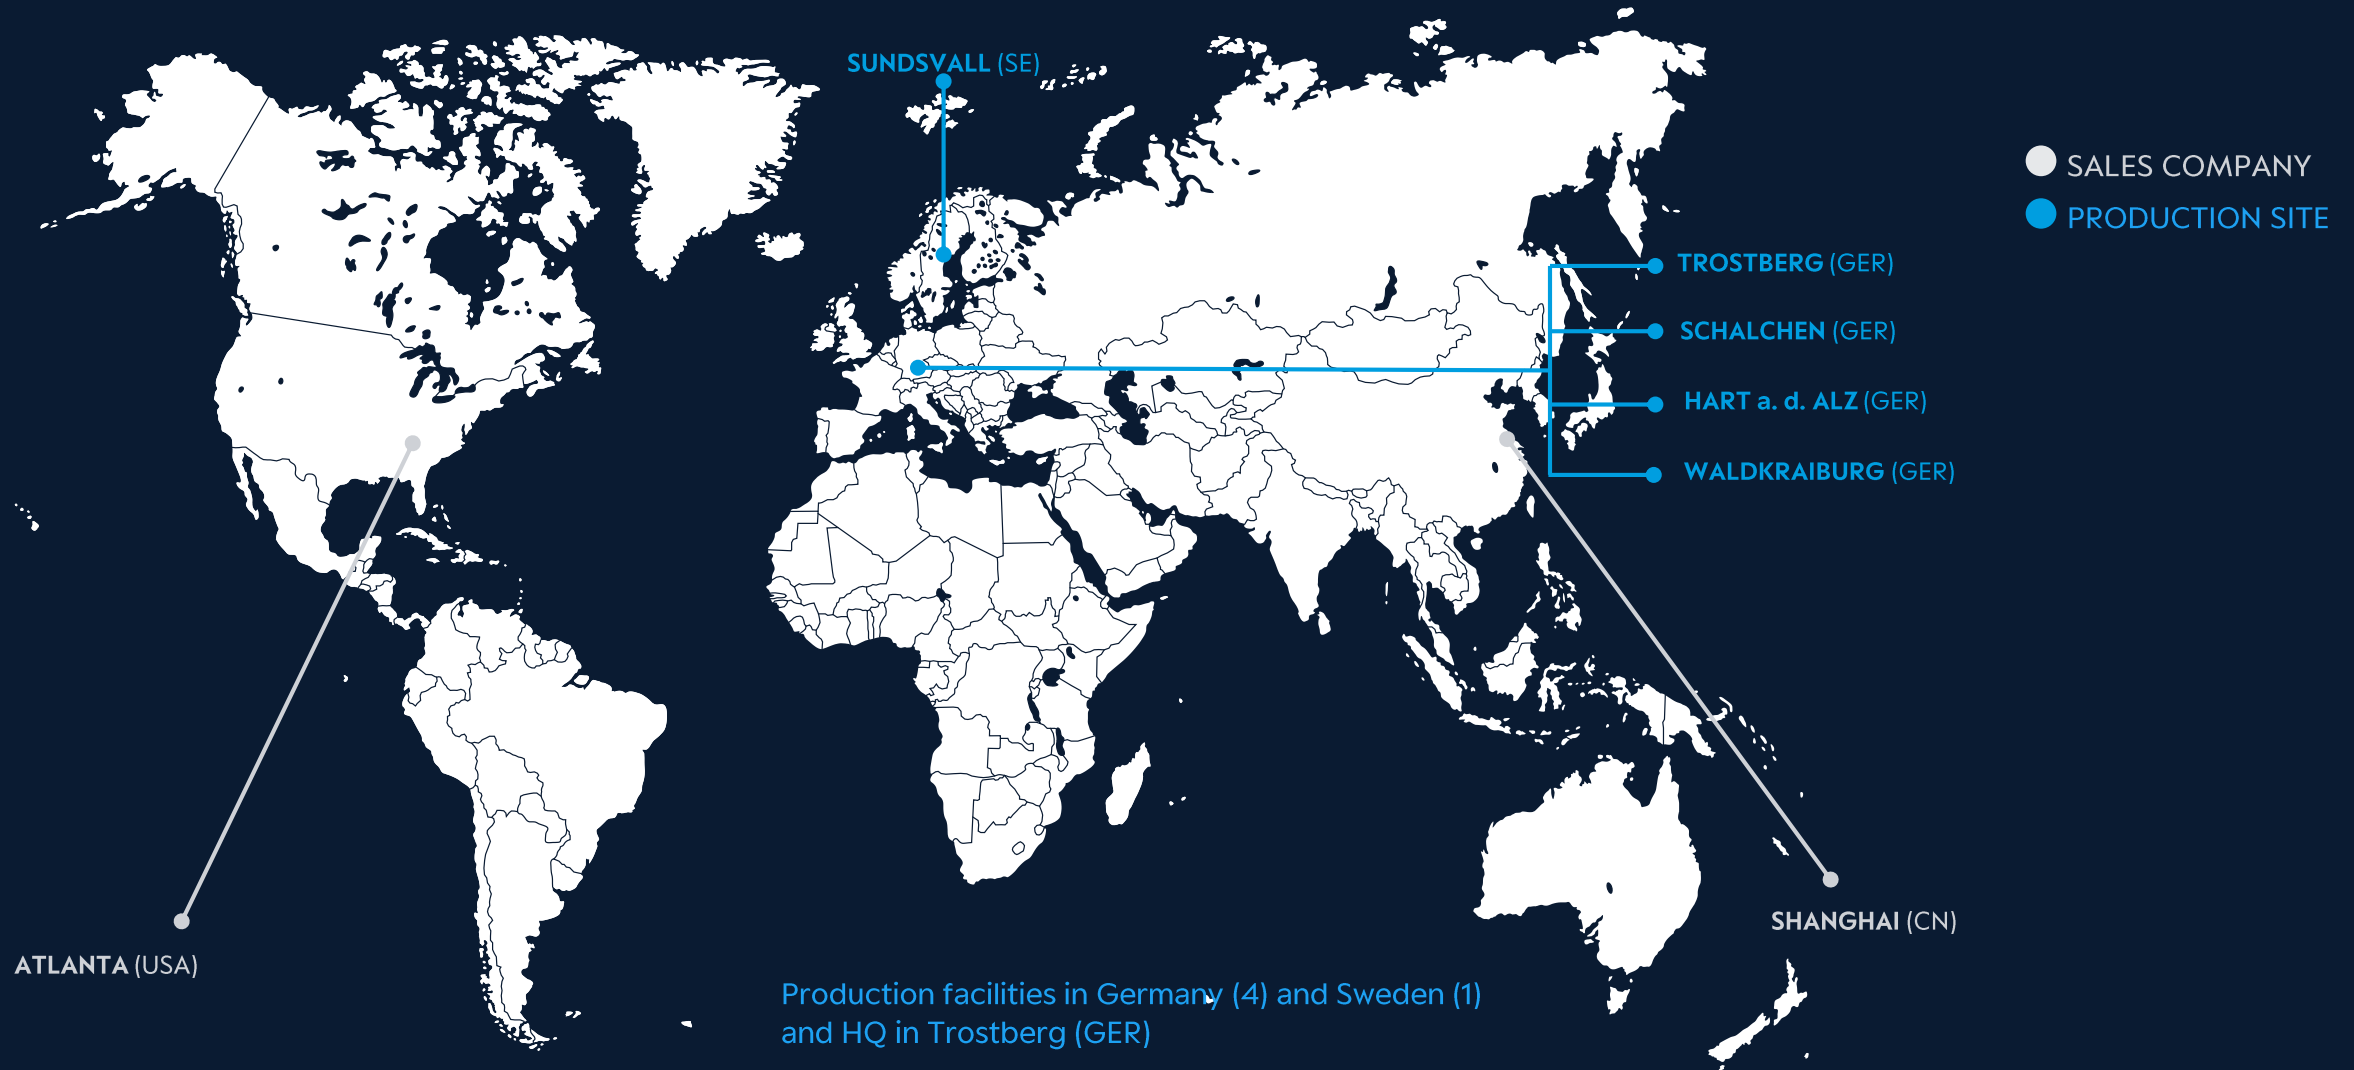 SUNDSVALL (SE)
SALES COMPANY
PRODUCTION SITE
TROSTBERG (GER)
SCHALCHEN (GER)
HART a. d. ALZ (GER)
WALDKRAIBURG (GER)
SHANGHAI (CN)
ATLANTA (USA)
Production facilities in Germany (4) and Sweden (1)
and HQ in Trostberg (GER)